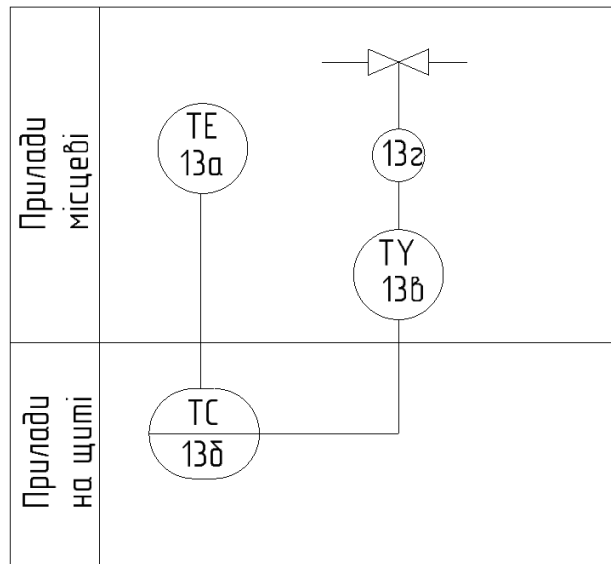 Прилади
місцеві
TE
13а
13г
TY
13в
Прилади
на щиті
TC
13б